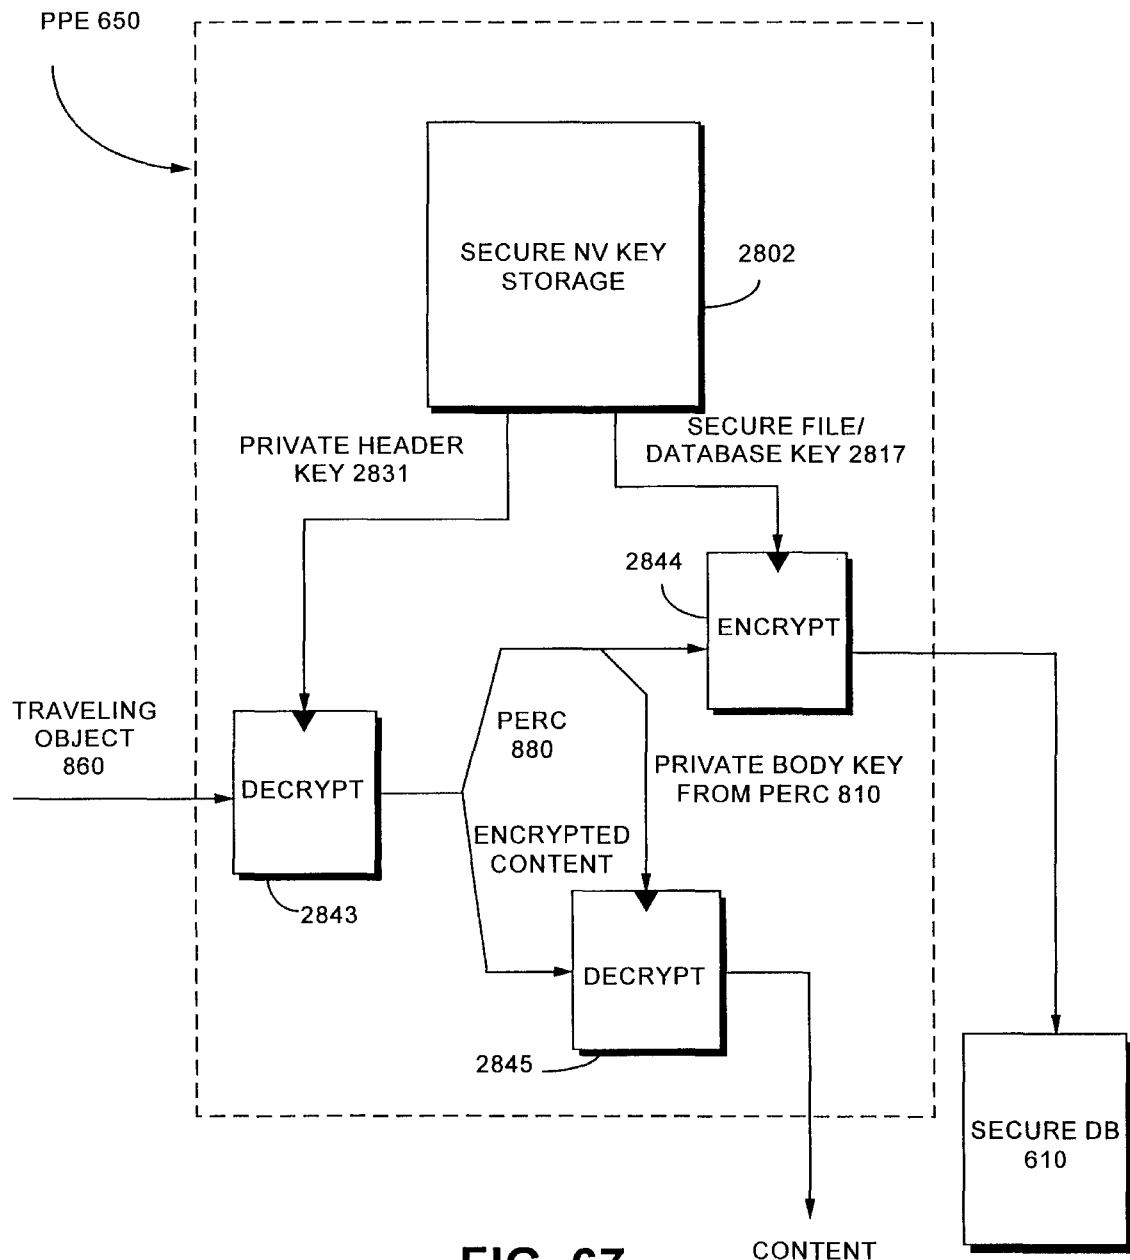 PPE 650
SECURE NV KEY
STORAGE
2802
PRIVATE HEADER
KEY 2831
SECURE FILE/
DATABASE KEY 2817
2844
ENCRYPT
TRAVELING
OBJECT
860
DECRYPT
PERC
880
PRIVATE BODY KEY
FROM PERC 810
ENCRYPTED
CONTENT
2843
DECRYPT
2845
SECURE DB
610
CONTENT